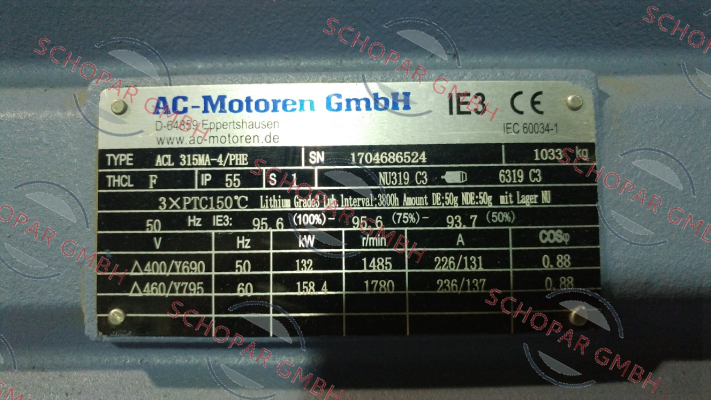 AC-Motoren GmbH IE3 CE
D-64859 Eppertshausen
www.ac-motoren.de IEC 60034-1
TYPE ACL 315MA-4/PHE SN 1704686524 1033 kg
THCL F IP 55 S 1 NU319 C3 6319 C3
3×PTC150℃ Lithium Grade3 Lub.Interval:3800h Amount DE:50g NDE:50g mit Lager NU
50 Hz IE3: 95.6 (100%)- 95.6 (75%)- 93.7 (50%)
V Hz kW r/min A COSφ
△400/Y690 50 132 1485 226/131 0.88
△460/Y795 60 158.4 1780 236/137 0.88
SCHOPAR GMBH
SCHOPAR GMBH
SCHOPAR GMBH
SCHOPAR GMBH
SCHOPAR GMBH
SCHOPAR GMBH